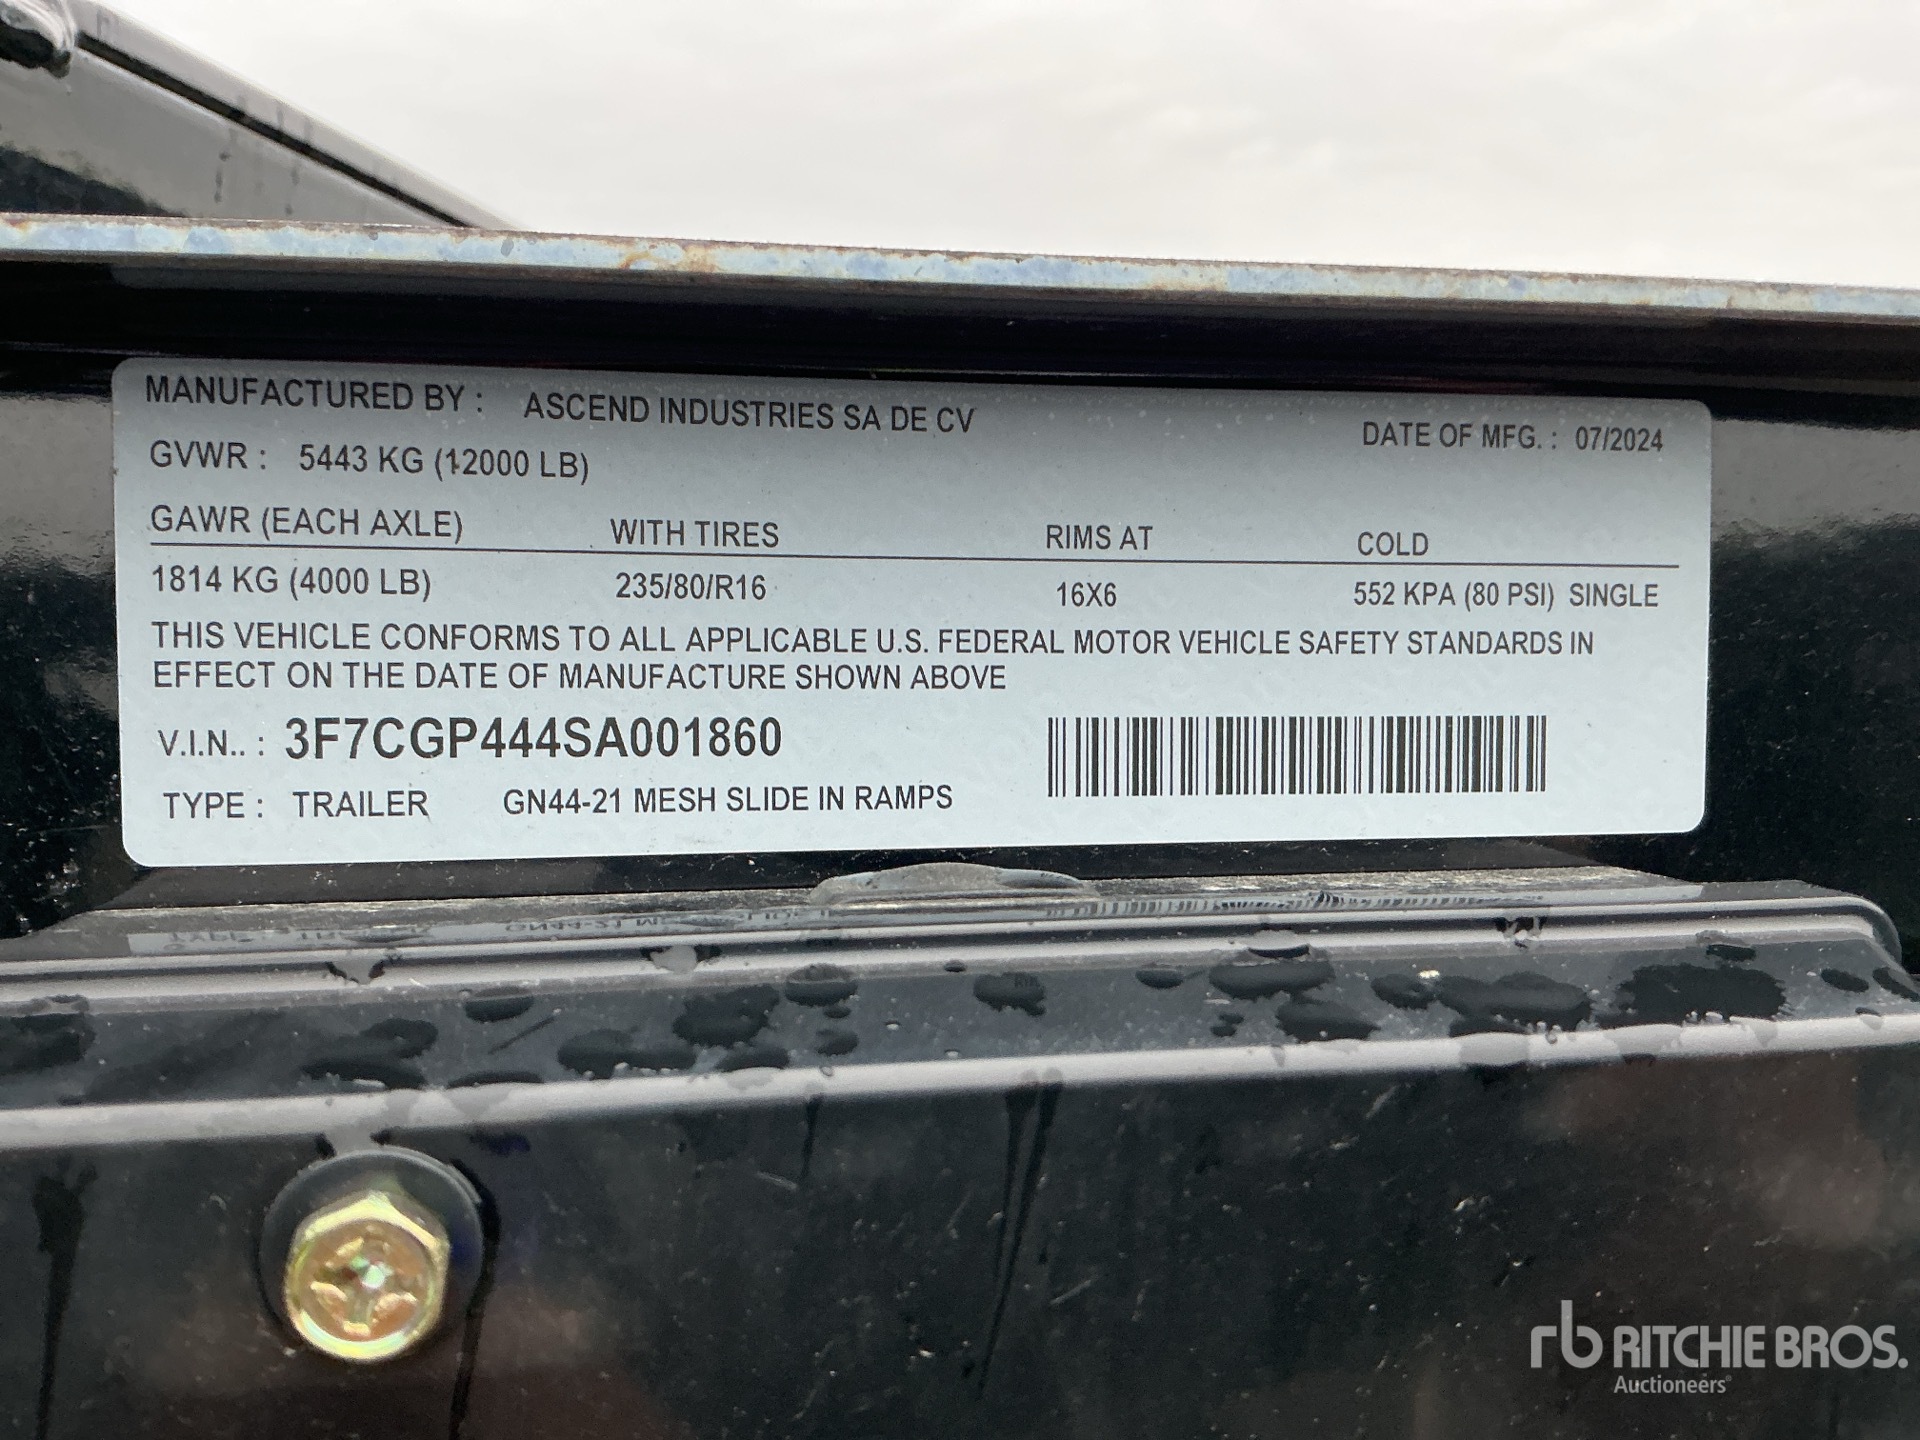 MANUFACTURED BY : ASCEND INDUSTRIES SA DE CV
DATE OF MFG. : 07/2024
GVWR : 5443 KG (12000 LB)
GAWR (EACH AXLE) WITH TIRES RIMS AT COLD
1814 KG (4000 LB) 235/80/R16 16X6 552 KPA (80 PSI) SINGLE
THIS VEHICLE CONFORMS TO ALL APPLICABLE U.S. FEDERAL MOTOR VEHICLE SAFETY STANDARDS IN
EFFECT ON THE DATE OF MANUFACTURE SHOWN ABOVE
V.I.N.. : 3F7CGP444SA001860
TYPE : TRAILER GN44-21 MESH SLIDE IN RAMPS
rb RITCHIE BROS.
Auctioneers®